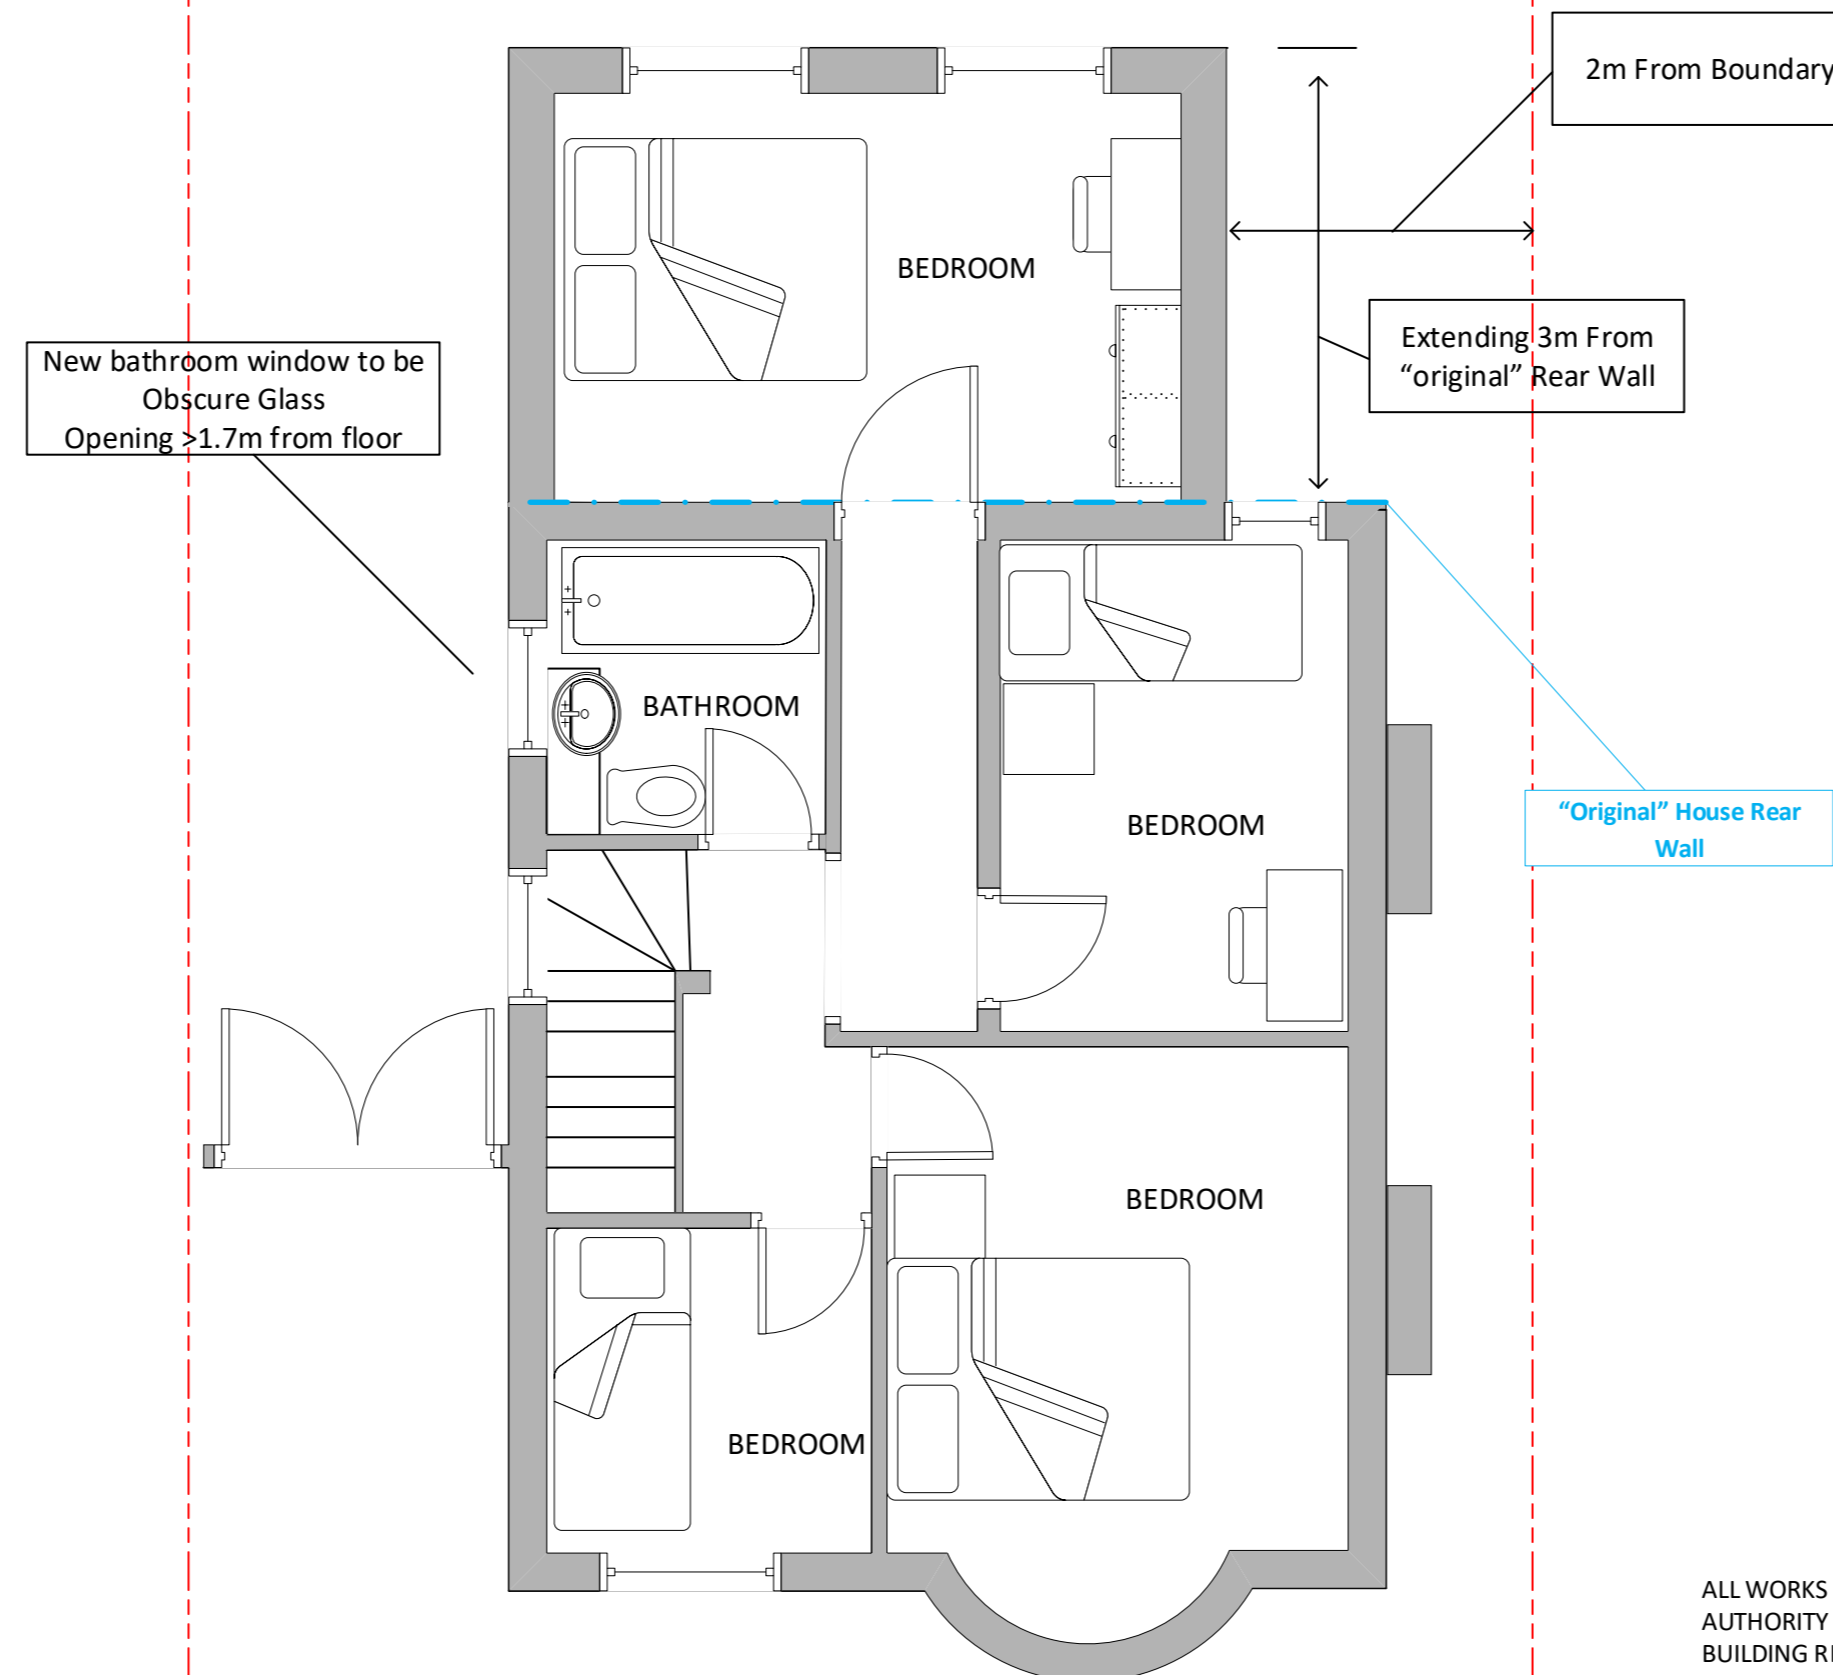 2m From Boundary
BEDROOM
Extending 3m From
“original” Rear Wall
New bathroom window to be
Obscure Glass
Opening >1.7m from floor
BATHROOM
BEDROOM
“Original” House Rear
Wall
BEDROOM
BEDROOM
ALL WORKS
AUTHORITY
BUILDING